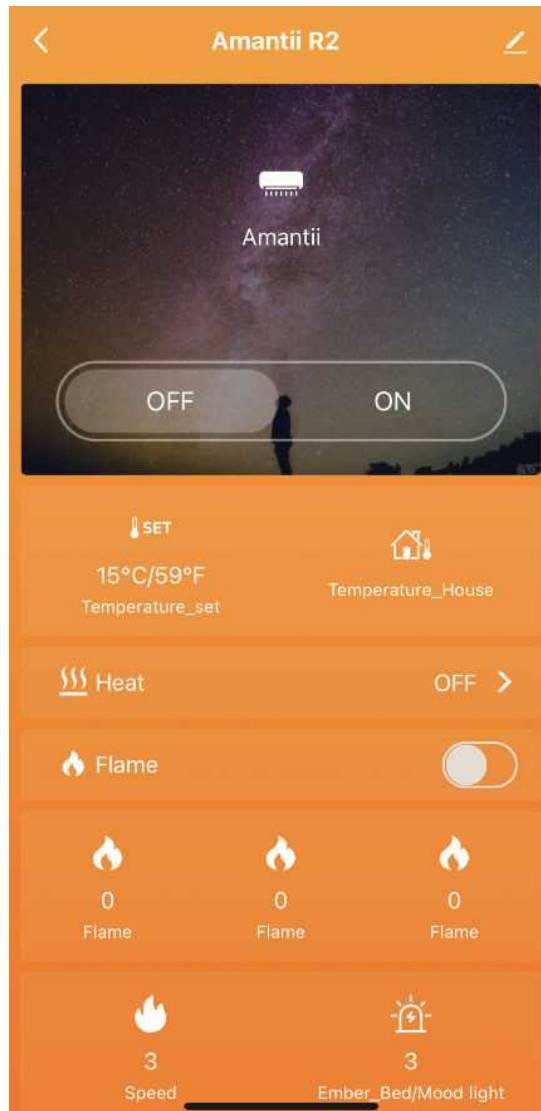 Amantii R2
Amantii
OFF ON
SET
15°C/59°F
Temperature_set
Temperature_House
Heat OFF
Flame
0 0 0
Flame Flame Flame
3 3
Speed Ember_Bed/Mood light